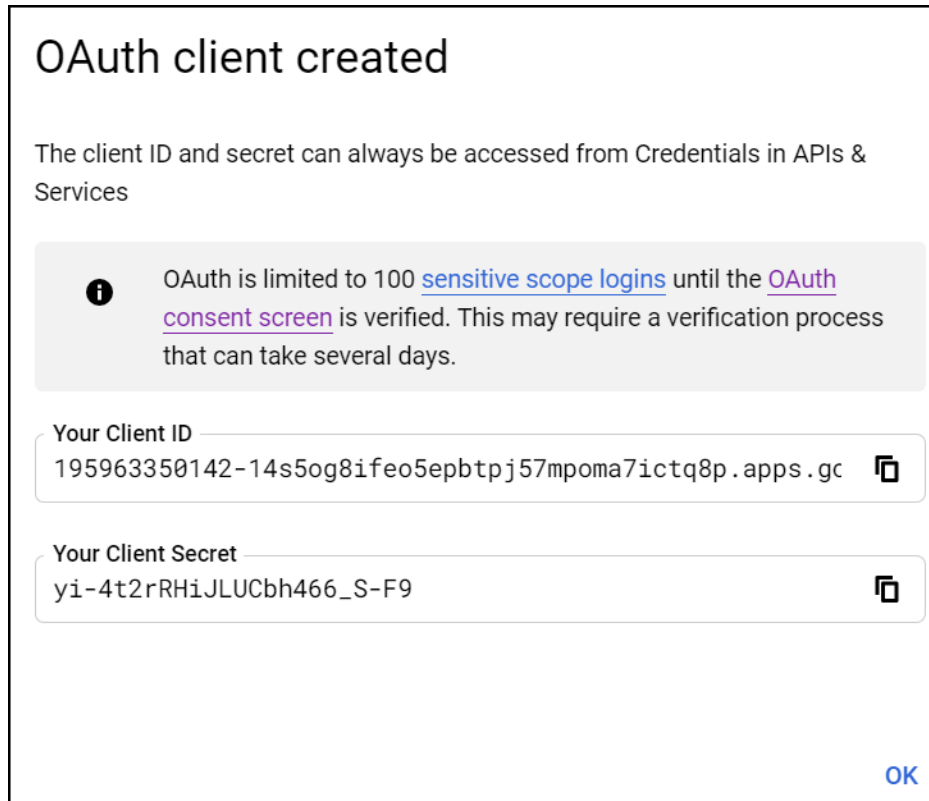 OAuth client created
The client ID and secret can always be accessed from Credentials in APIs &
Services
OAuth is limited to 100 sensitive scope logins until the OAuth
consent screen is verified. This may require a verification process
that can take several days.
Your Client ID
195963350142-14s5og8ifeo5epbtpj57mpoma7ictq8p.apps.gc
Your Client Secret
yi-4t2rRHiJLUCbh466_S-F9
OK